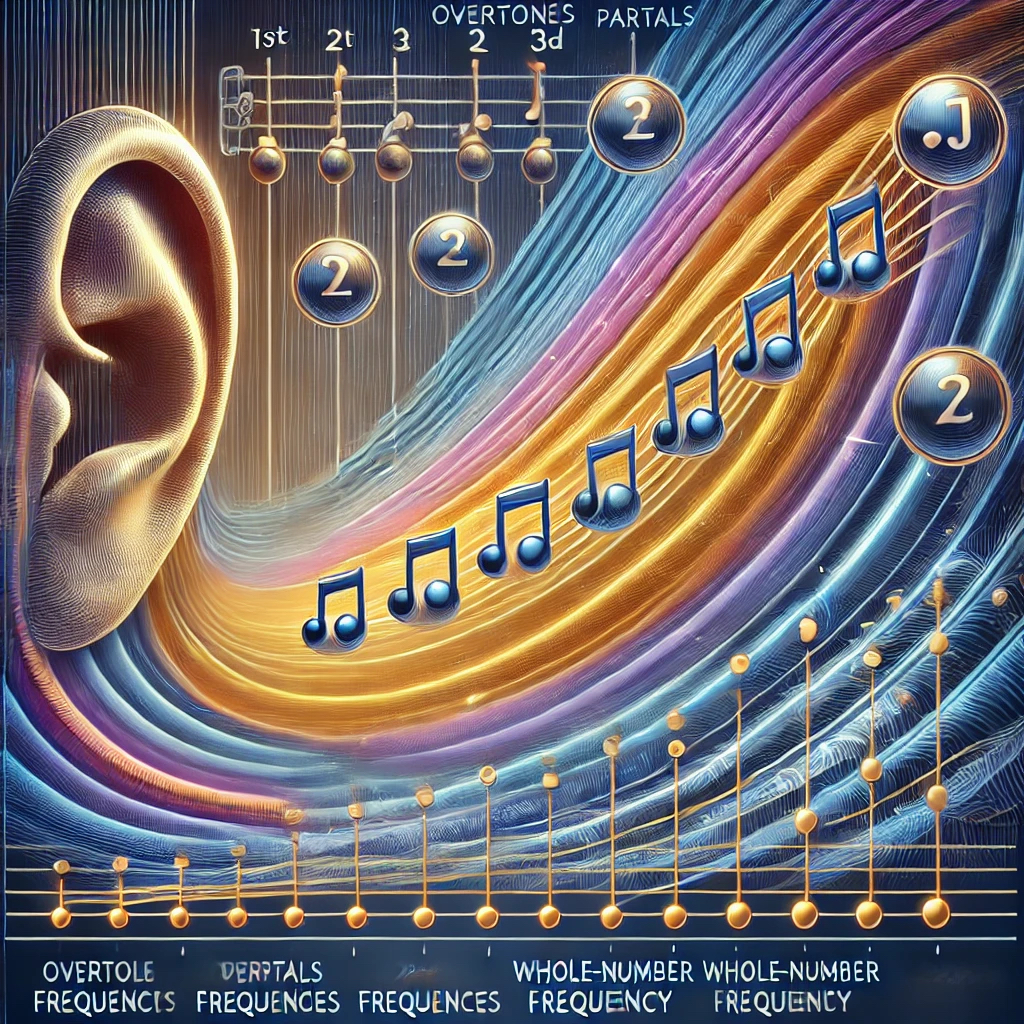 OVERTONES PARTALS
1st 2t 3 2 3d
2
.J
2 2
2
OVERTOLE DERPTALS WHOLE-NUMBER WHOLE-NUMBER
FREQUENCIS FREQUENCES FREQUENCES FREQUENCY FREQUENCY